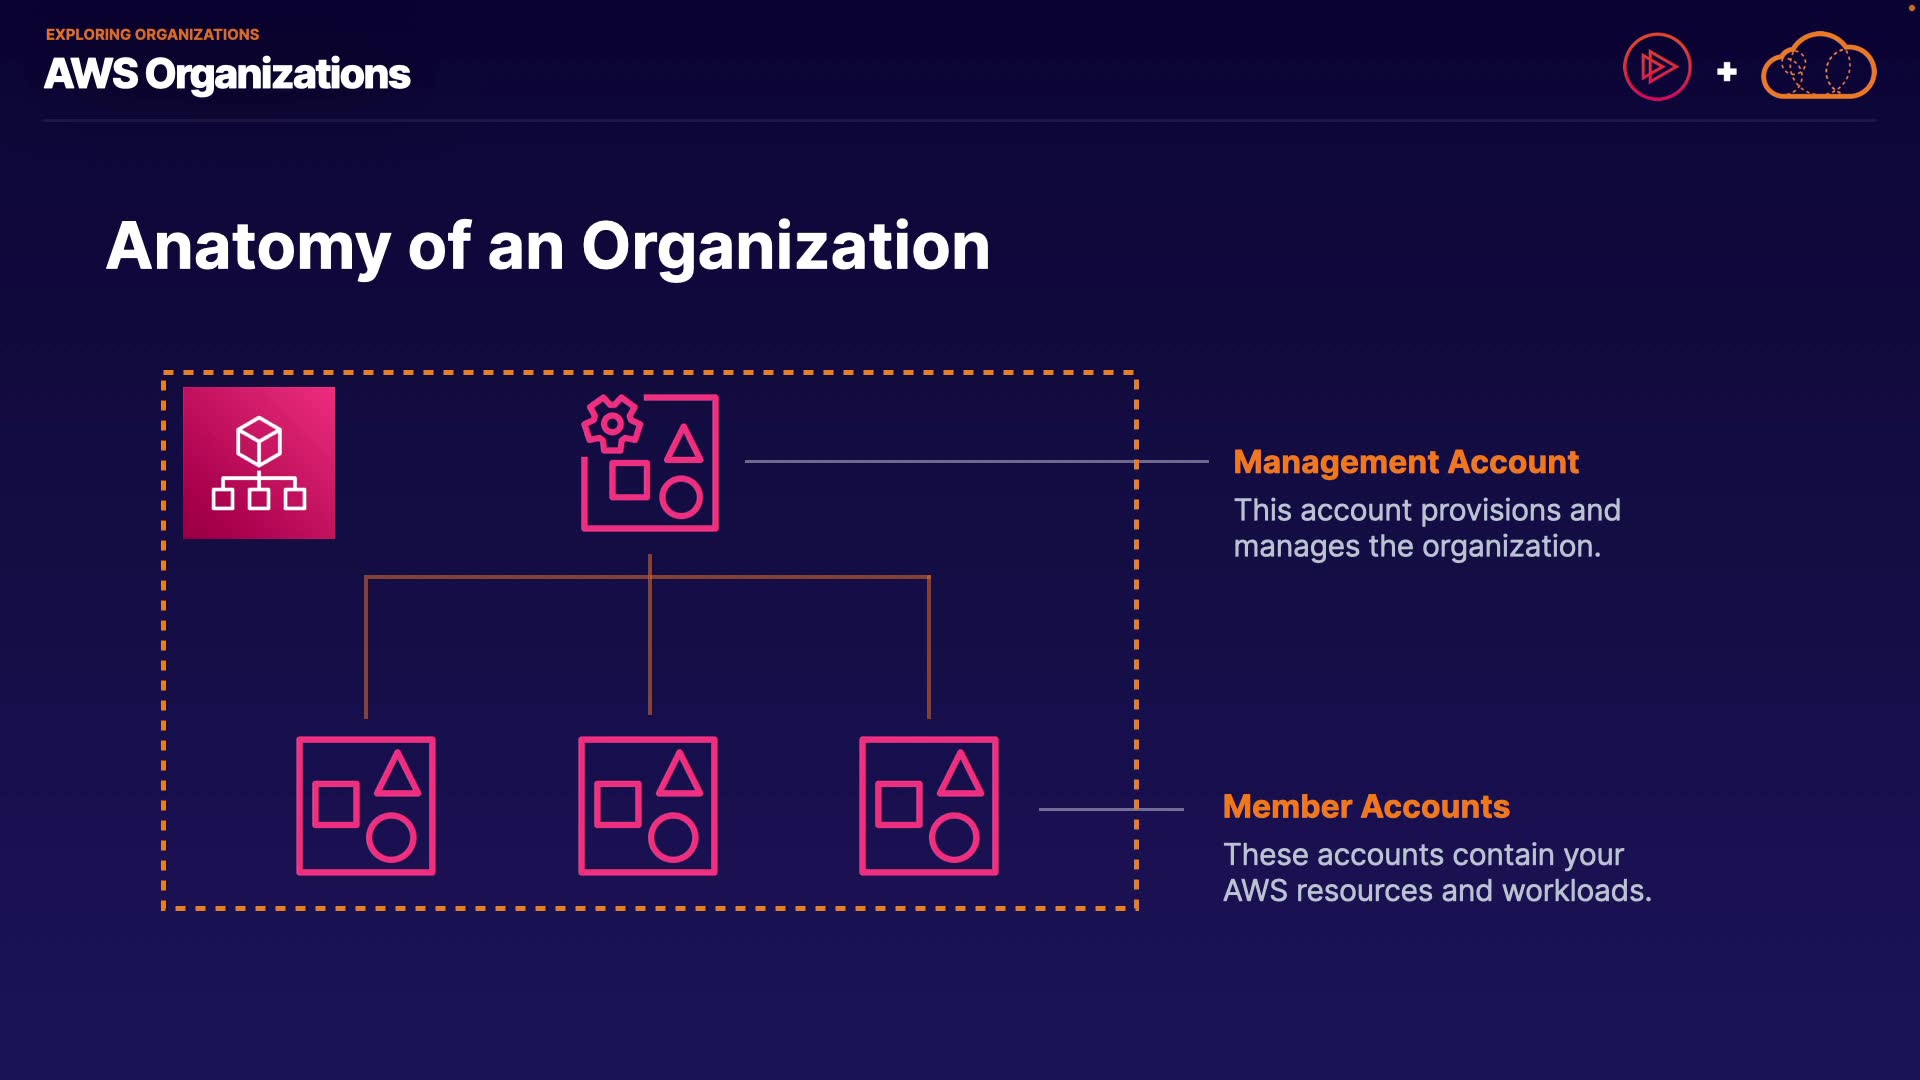 EXPLORING ORGANIZATIONS
AWS Organizations
Anatomy of an Organization
Management Account
This account provisions and
manages the organization.
Member Accounts
These accounts contain your
AWS resources and workloads.